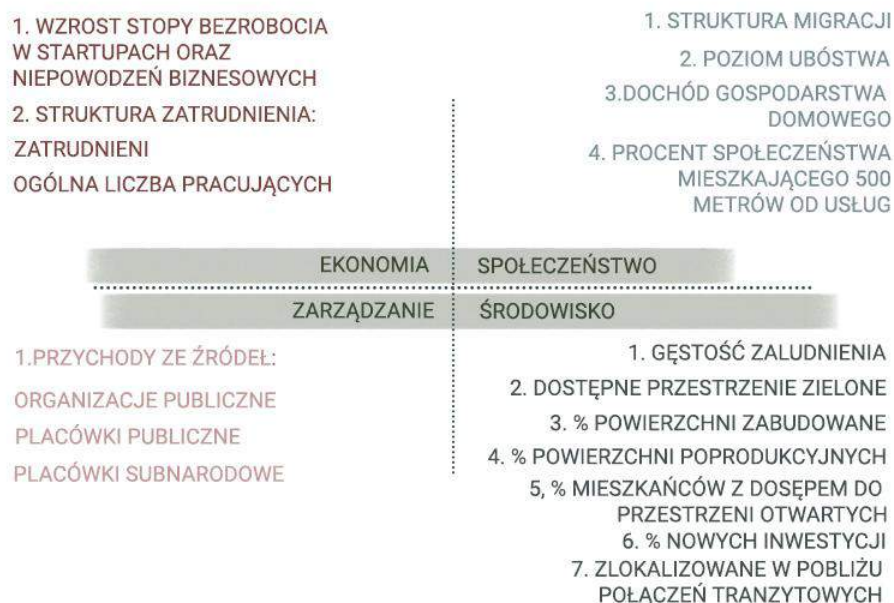 1. WZROST STOPY BEZROBOCIA
W STARTUPACH ORAZ
NIEPOWODZEŃ BIZNESOWYCH
2. STRUKTURA ZATRUDNIENIA:
ZATRUDNIENI
OGÓLNA LICZBA PRACUJĄCYCH
1. STRUKTURA MIGRACJI
2. POZIOM UBÓSTWA
3.DOCHÓD GOSPODARSTWA
DOMOWEGO
4. PROCENT SPOŁECZEŃSTWA
MIESZKAJĄCEGO 500
METRÓW OD USŁUG
EKONOMIA
SPOŁECZEŃSTWO
ZARZĄDZANIE
ŚRODOWISKO
1.PRZYCHODY ZE ŹRÓDEŁ:
ORGANIZACJE PUBLICZNE
PLACÓWKI PUBLICZNE
PLACÓWKI SUBNARODOWE
1. GĘSTOŚĆ ZALUDNIENIA
2. DOSTĘPNE PRZESTRZENIE ZIELONE
3. % POWIERZCHNI ZABUDOWANE
4. % POWIERZCHNI POPRODUKCYJNYCH
5, % MIESZKAŃCÓW Z DOSĘPEM DO
PRZESTRZENI OTWARTYCH
6. % NOWYCH INWESTYCJI
7. ZLOKALIZOWANE W POBLIŻU
POŁĄCZEŃ TRANZYTOWYCH